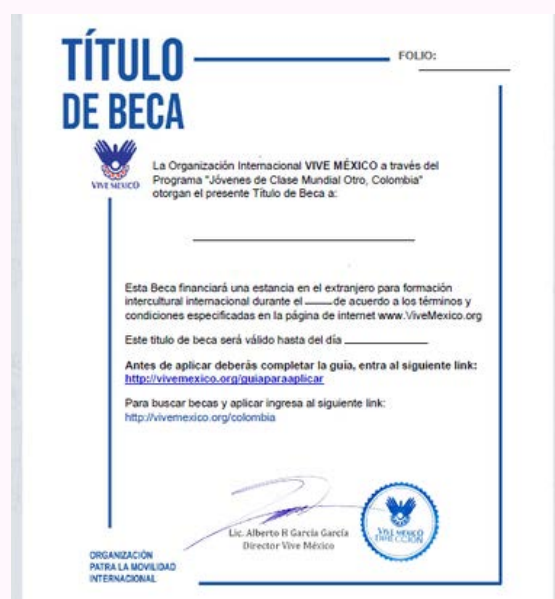 TÍTULO
DE BECA
FOLIO:
VIVE MEXICO
La Organización Internacional VIVE MÉXICO a través del
Programa "Jóvenes de Clase Mundial Otro, Colombia"
otorgan el presente Título de Beca a:
Esta Beca financiará una estancia en el extranjero para formación
intercultural internacional durante el ____ de acuerdo a los términos y
condiciones especificadas en la página de internet www.ViveMexico.org
Este titulo de beca será válido hasta del día ____________
Antes de aplicar deberás completar la guía, entra al siguiente link:
http://vivemexico.org/guiaparaaplicar
Para buscar becas y aplicar ingresa al siguiente link:
http://vivemexico.org/colombia
Lic. Alberto H García García
Director Vive México
VIVE MEXICO
DIRECCIÓN
ORGANIZACIÓN
PATRA LA MOVILIDAD
INTERNACIONAL